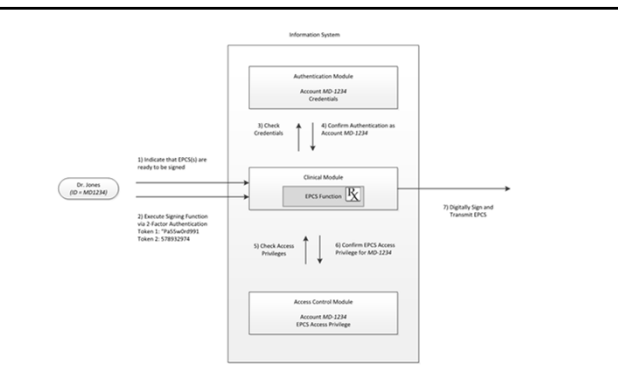 Information System
Authentication Module
Account MD-1234
Credentials
3) Check
Credentials
4) Confirm Authentication as
Account MD-1234
1) Indicate that EPCS(s) are
ready to be signed
Dr. Jones
(ID = MD1234)
Clinical Module
EPCS Function
Rx
2) Execute Signing Function
via 2-Factor Authentication
Token 1: "Pa55w0rd991
Token 2: 578932974
7) Digitally Sign and
Transmit EPCS
5) Check Access
Privileges
6) Confirm EPCS Access
Privilege for MD-1234
Access Control Module
Account MD-1234
EPCS Access Privilege